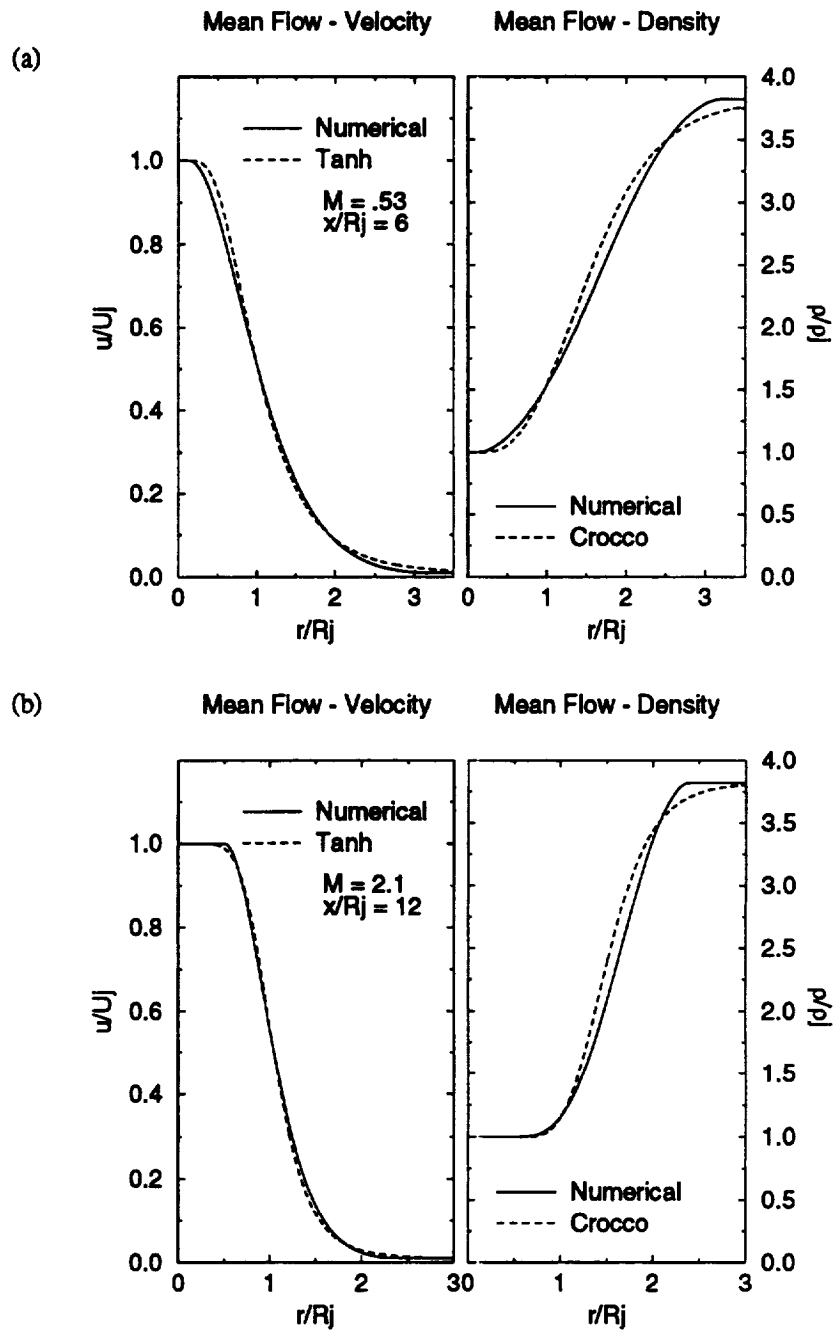 (a)
Mean Flow - Velocity
Mean Flow - Density
Numerical
Tanh
M = .53
x/Rj = 6
1.0
0.8
0.6
0.4
0.2
0.0
u/Uj
0
1
2
3
r/Rj
Numerical
Crocco
0
1
2
3
r/Rj
4.0
3.5
3.0
2.5
2.0
1.5
1.0
0.5
0.0
ρ/ρj
(b)
Mean Flow - Velocity
Mean Flow - Density
Numerical
Tanh
M = 2.1
x/Rj = 12
1.0
0.8
0.6
0.4
0.2
0.0
u/Uj
0
1
2
3
r/Rj
Numerical
Crocco
0
1
2
3
r/Rj
4.0
3.5
3.0
2.5
2.0
1.5
1.0
0.5
0.0
ρ/ρj